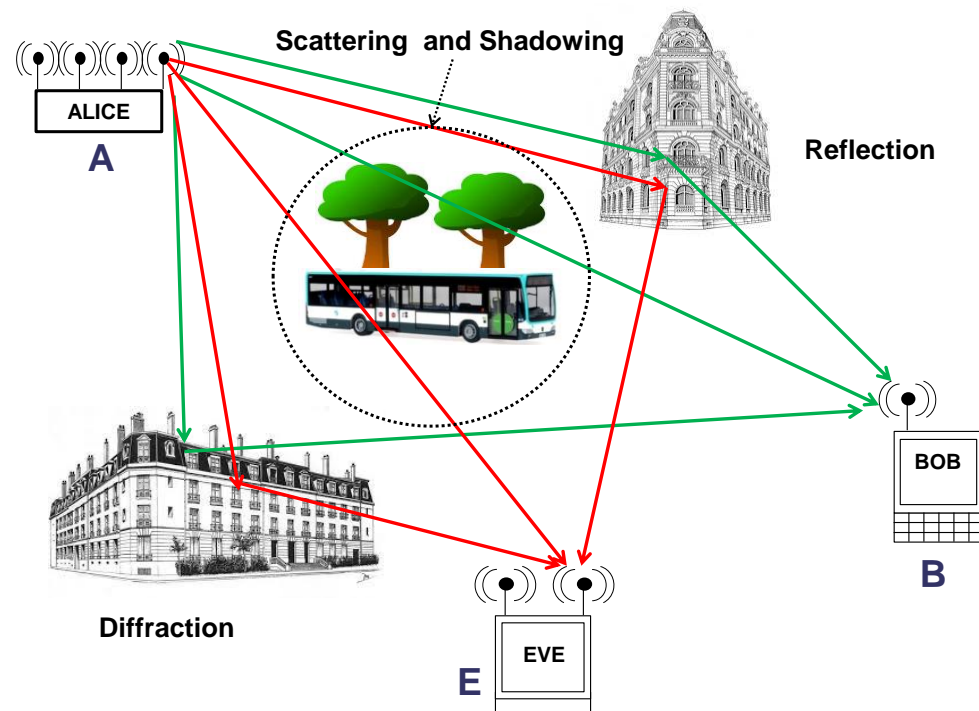 Scattering and Shadowing
ALICE
A
Reflection
BOB
B
Diffraction
EVE
E